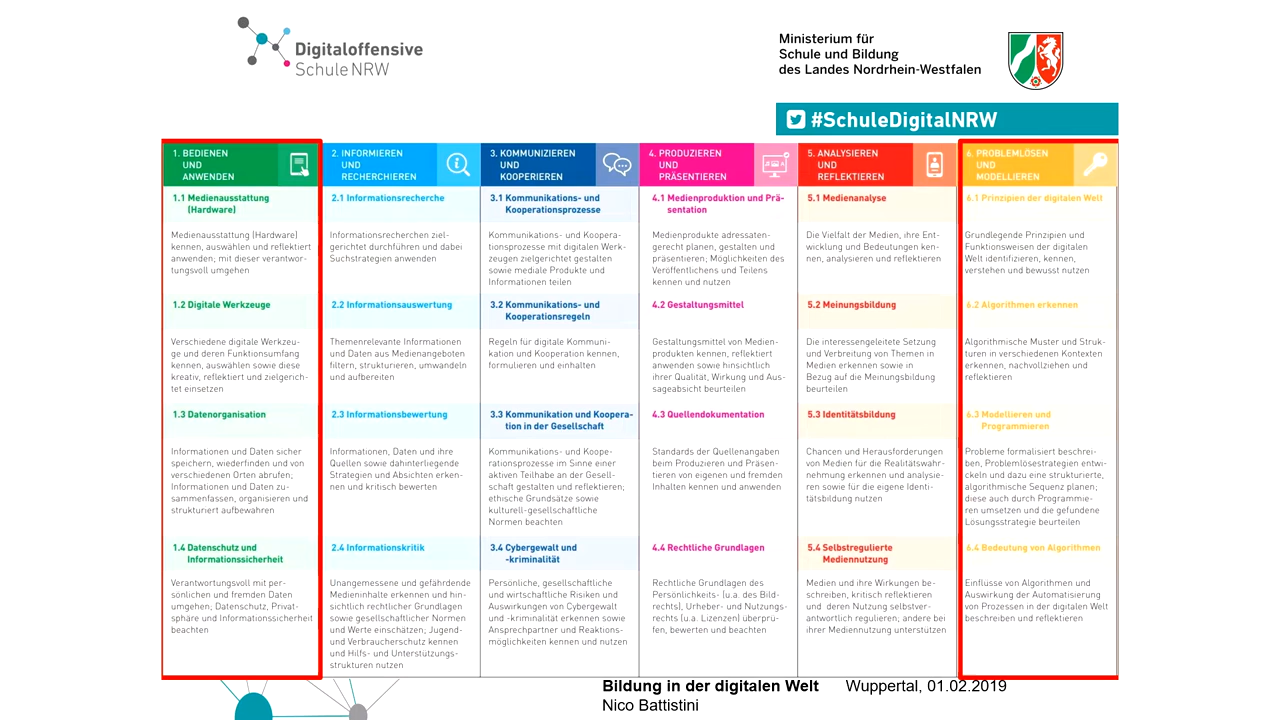 Digitaloffensive
Schule NRW
Ministerium für
Schule und Bildung
des Landes Nordrhein-Westfalen
#SchuleDigitalNRW
1. BEDIENEN
UND
ANWENDEN
2. INFORMIEREN
UND
RECHERCHIEREN
3. KOMMUNIZIEREN
UND
KOOPERIEREN
4. PRODUZIEREN
UND
PRÄSENTIEREN
5. ANALYSIEREN
UND
REFLEKTIEREN
6. PROBLEMLÖSEN
UND
MODELLIEREN
1.1 Medienausstattung
(Hardware)
Medienausstattung (Hardware)
kennen, auswählen und reflektiert
anwenden; mit dieser verantwor-
tungsvoll umgehen
2.1 Informationsrecherche
Informationsrecherchen ziel-
gerichtet durchführen und dabei
Suchstrategien anwenden
3.1 Kommunikations- und
Kooperationsprozesse
Kommunikations- und Koopera-
tionsprozesse mit digitalen Werk-
zeugen zielgerichtet gestalten
sowie mediale Produkte und
Informationen teilen
4.1 Medienproduktion und Prä-
sentation
Medienprodukte adressaten-
gerecht planen, gestalten und
präsentieren; Möglichkeiten des
Veröffentlichens und Teilens
kennen und nutzen
5.1 Medienanalyse
Die Vielfalt der Medien, ihre Ent-
wicklung und Bedeutungen ken-
nen, analysieren und reflektieren
6.1 Prinzipien der digitalen Welt
Grundlegende Prinzipien und
Funktionsweisen der digitalen
Welt identifizieren, kennen,
verstehen und bewusst nutzen
1.2 Digitale Werkzeuge
Verschiedene digitale Werkzeu-
ge und deren Funktionsumfang
kennen, auswählen sowie diese
kreativ, reflektiert und zielgerich-
tet einsetzen
2.2 Informationsauswertung
Themenrelevante Informationen
und Daten aus Medienangeboten
filtern, strukturieren, umwandeln
und aufbereiten
3.2 Kommunikations- und
Kooperationsregeln
Regeln für digitale Kommuni-
kation und Kooperation kennen,
formulieren und einhalten
4.2 Gestaltungsmittel
Gestaltungsmittel von Medien-
produkten kennen, reflektiert
anwenden sowie hinsichtlich
ihrer Qualität, Wirkung und Aus-
sageabsicht beurteilen
5.2 Meinungsbildung
Die interessengeleitete Setzung
und Verbreitung von Themen in
Medien erkennen sowie in
Bezug auf die Meinungsbildung
beurteilen
6.2 Algorithmen erkennen
Algorithmische Muster und Struk-
turen in verschiedenen Kontexten
erkennen, nachvollziehen und
reflektieren
1.3 Datenorganisation
Informationen und Daten sicher
speichern, wiederfinden und von
verschiedenen Orten abrufen;
Informationen und Daten zu-
sammenfassen, organisieren und
strukturiert aufbewahren
2.3 Informationsbewertung
Informationen, Daten und ihre
Quellen sowie dahinterliegende
Strategien und Absichten erken-
nen und kritisch bewerten
3.3 Kommunikation und Koopera-
tion in der Gesellschaft
Kommunikations- und Koope-
rationsprozesse im Sinne einer
aktiven Teilhabe an der Gesell-
schaft gestalten und reflektieren;
ethische Grundsätze sowie
kulturell-gesellschaftliche
Normen beachten
4.3 Quellendokumentation
Standards der Quellenangaben
beim Produzieren und Präsen-
tieren von eigenen und fremden
Inhalten kennen und anwenden
5.3 Identitätsbildung
Chancen und Herausforderungen
von Medien für die Realitätswahr-
nehmung erkennen und analysie-
ren sowie für die eigene Identi-
tätsbildung nutzen
6.3 Modellieren und
Programmieren
Probleme formalisiert beschrei-
ben, Problemlösestrategien entwi-
ckeln und dazu eine strukturierte,
algorithmische Sequenz planen;
diese auch durch Programmie-
ren umsetzen und die gefundene
Lösungsstrategie beurteilen
1.4 Datenschutz und
Informationssicherheit
Verantwortungsvoll mit per-
sönlichen und fremden Daten
umgehen; Datenschutz, Privat-
sphäre und Informationssicherheit
beachten
2.4 Informationskritik
Unangemessene und gefährdende
Medieninhalte erkennen und hin-
sichtlich rechtlicher Grundlagen
sowie gesellschaftlicher Normen
und Werte einschätzen; Jugend-
und Verbraucherschutz kennen
und Hilfs- und Unterstützungs-
strukturen nutzen
3.4 Cybergewalt und
-kriminalität
Persönliche, gesellschaftliche
und wirtschaftliche Risiken und
Auswirkungen von Cybergewalt
und -kriminalität erkennen sowie
Ansprechpartner und Reaktions-
möglichkeiten kennen und nutzen
4.4 Rechtliche Grundlagen
Rechtliche Grundlagen des
Persönlichkeits- (u.a. des Bild-
rechts), Urheber- und Nutzungs-
rechts (u.a. Lizenzen) überprü-
fen, bewerten und beachten
5.4 Selbstregulierte
Mediennutzung
Medien und ihre Wirkungen be-
schreiben, kritisch reflektieren
und deren Nutzung selbstver-
antwortlich regulieren; andere bei
ihrer Mediennutzung unterstützen
6.4 Bedeutung von Algorithmen
Einflüsse von Algorithmen und
Auswirkung der Automatisierung
von Prozessen in der digitalen Welt
beschreiben und reflektieren
Bildung in der digitalen Welt Wuppertal, 01.02.2019
Nico Battistini